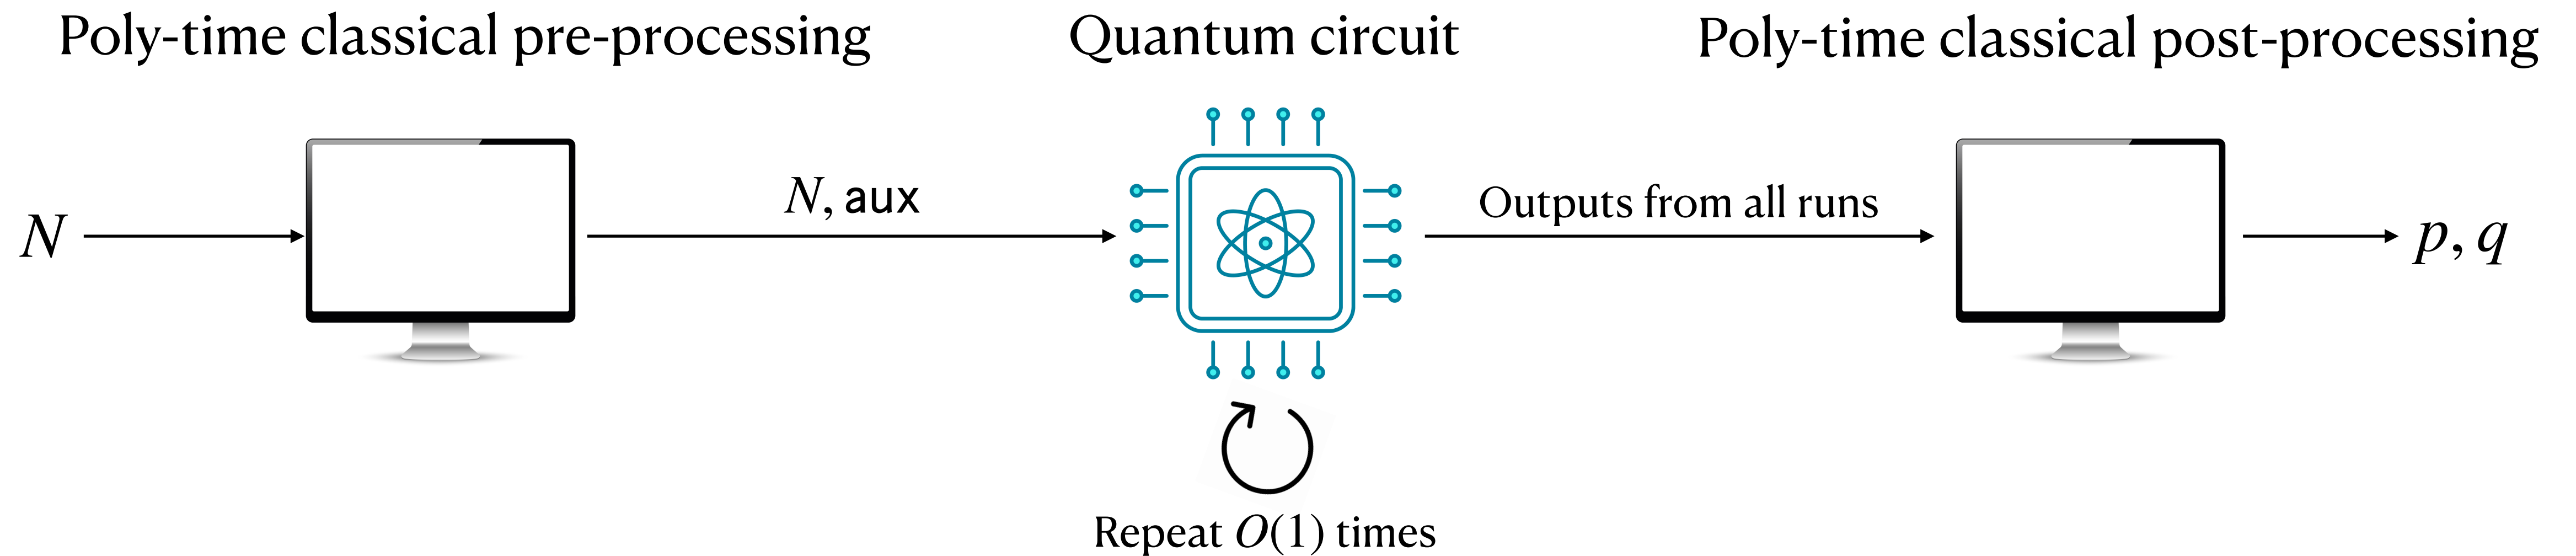 Poly-time classical pre-processing
Quantum circuit
Poly-time classical post-processing
N
N, aux
Outputs from all runs
p, q
Repeat O(1) times